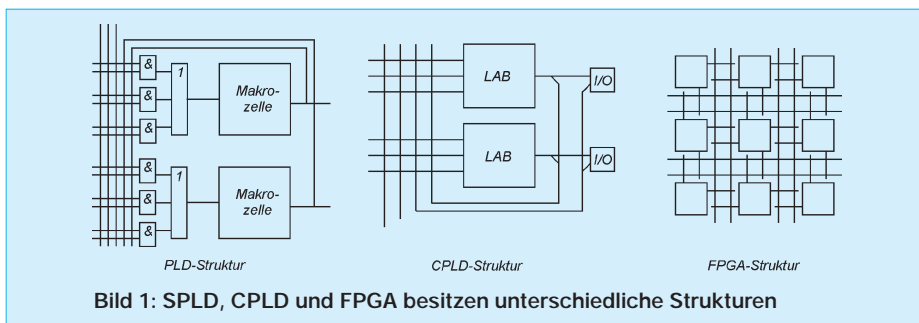 &
1
&
&
Makro-
zelle
&
1
&
&
Makro-
zelle
PLD-Struktur
LAB
I/O
LAB
I/O
CPLD-Struktur
FPGA-Struktur
Bild 1: SPLD, CPLD und FPGA besitzen unterschiedliche Strukturen